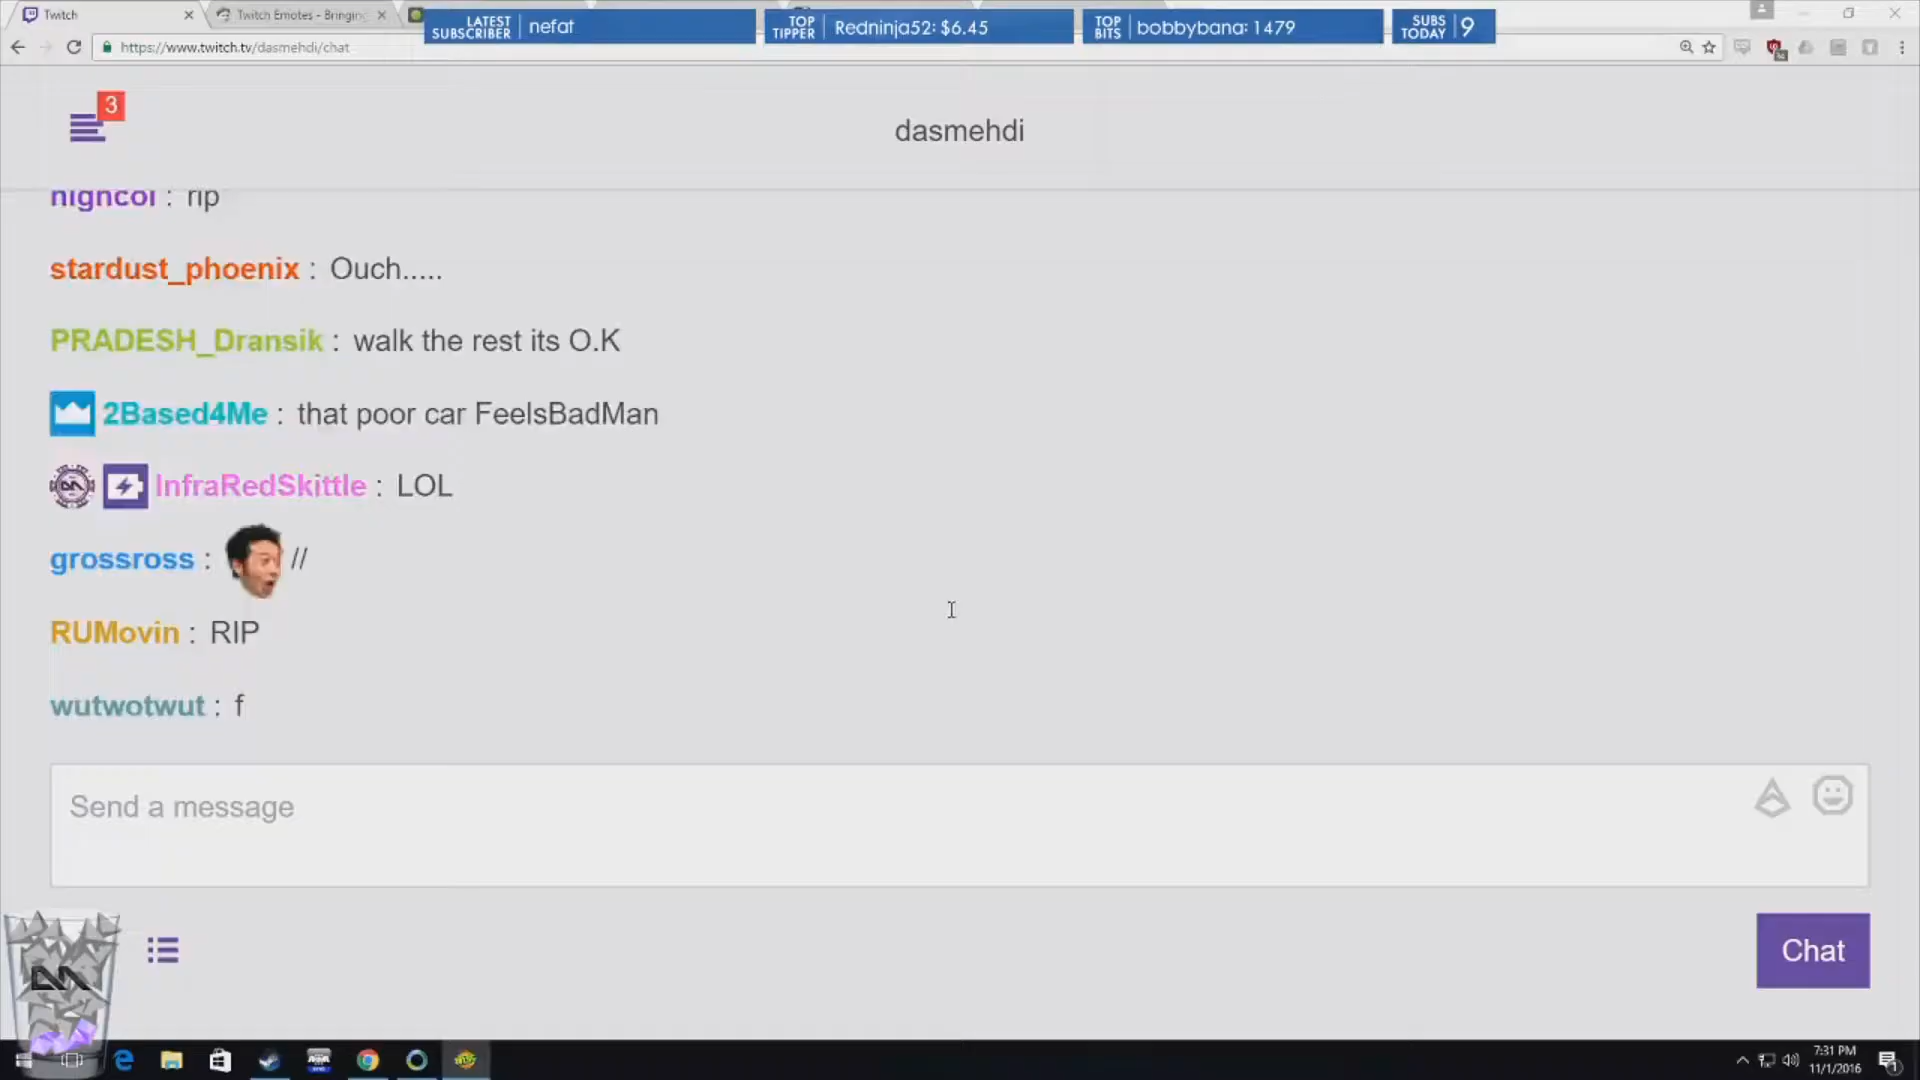 Twitch
Twitch Emotes - Bringing
LATEST SUBSCRIBER nefat
TOP TIPPER Redninja52: $6.45
TOP BITS bobbybana: 1479
SUBS TODAY 9
https://www.twitch.tv/dasmehdi/chat
3
dasmehdi
highcol : rip
stardust_phoenix : Ouch.....
PRADESH_Dransik : walk the rest its O.K
2Based4Me : that poor car FeelsBadMan
InfraRedSkittle : LOL
grossross : //
RUMovin : RIP
wutwotwut : f
Send a message
Chat
7:31 PM
11/1/2016
1